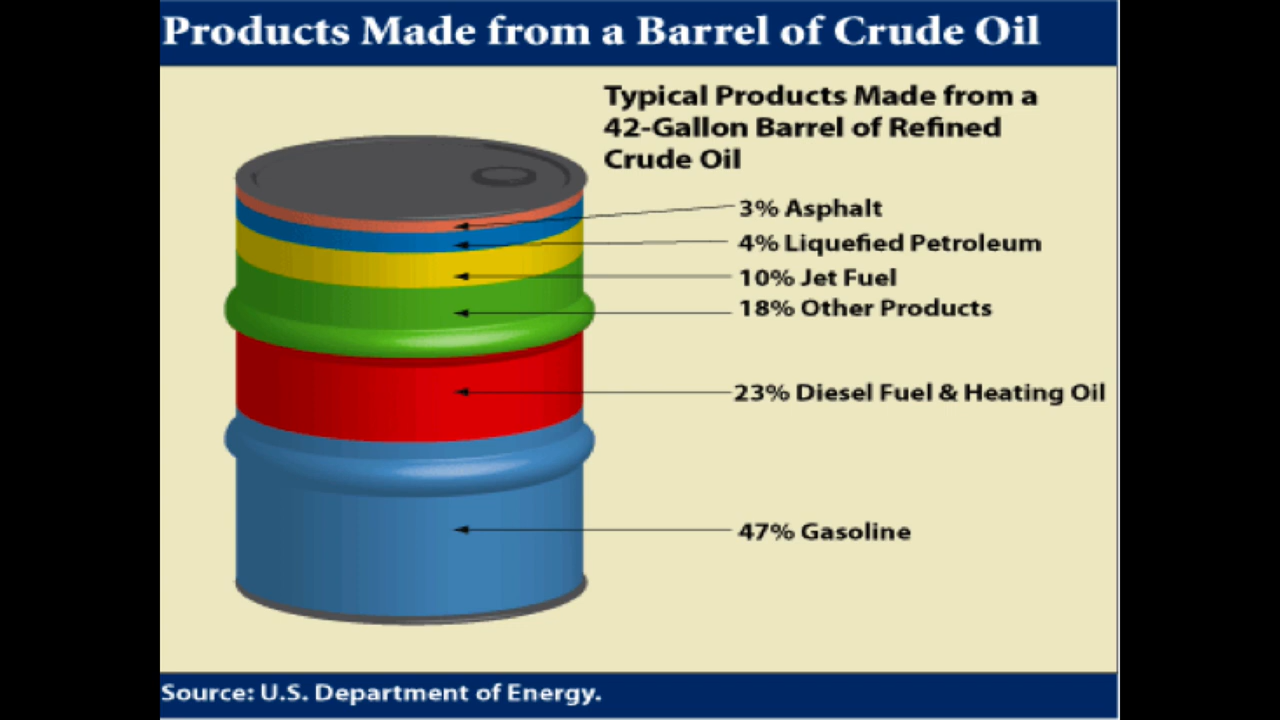 Products Made from a Barrel of Crude Oil
Typical Products Made from a
42-Gallon Barrel of Refined
Crude Oil
3% Asphalt
4% Liquefied Petroleum
10% Jet Fuel
18% Other Products
23% Diesel Fuel & Heating Oil
47% Gasoline
Source: U.S. Department of Energy.